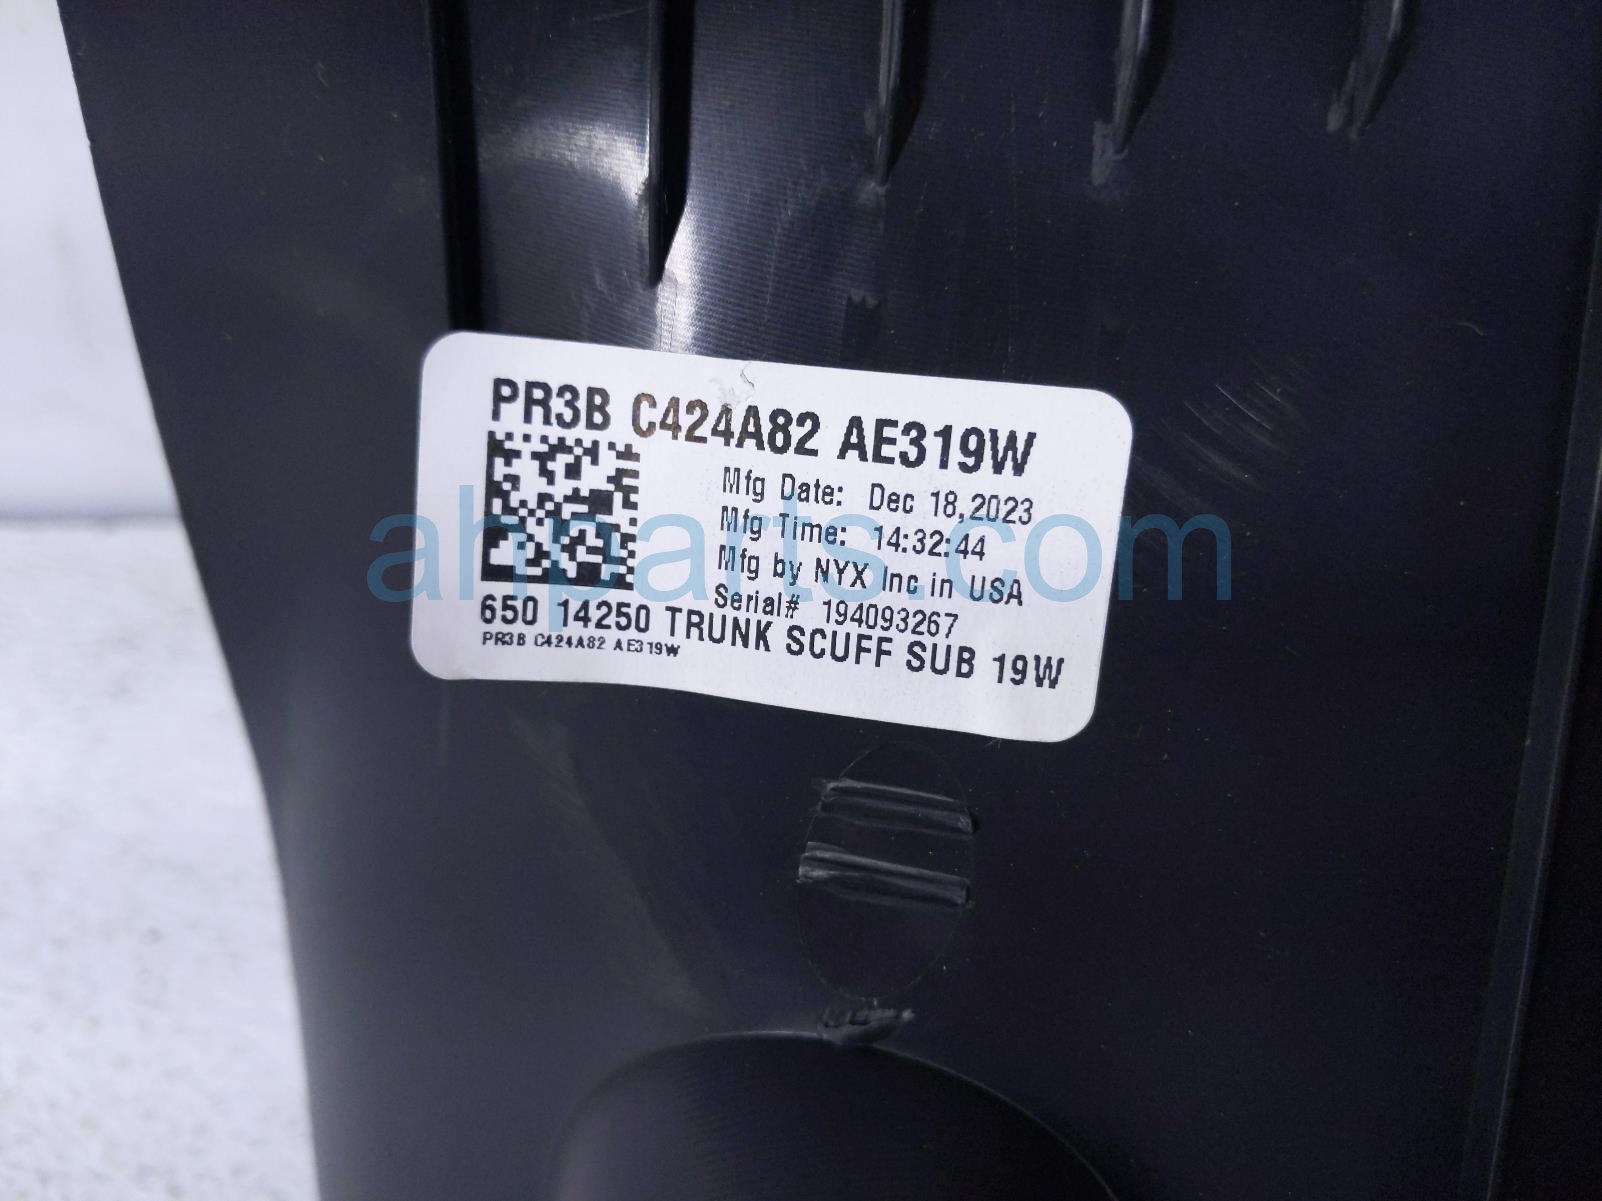 PR3B C424A82 AE319W
Mfg Date: Dec 18,2023
Mfg Time: 14:32:44
Mfg by NYX Inc in USA
Serial# 194093267
650 14250 TRUNK SCUFF SUB 19W
PR3B C424A82 AE319W
ahparts.com